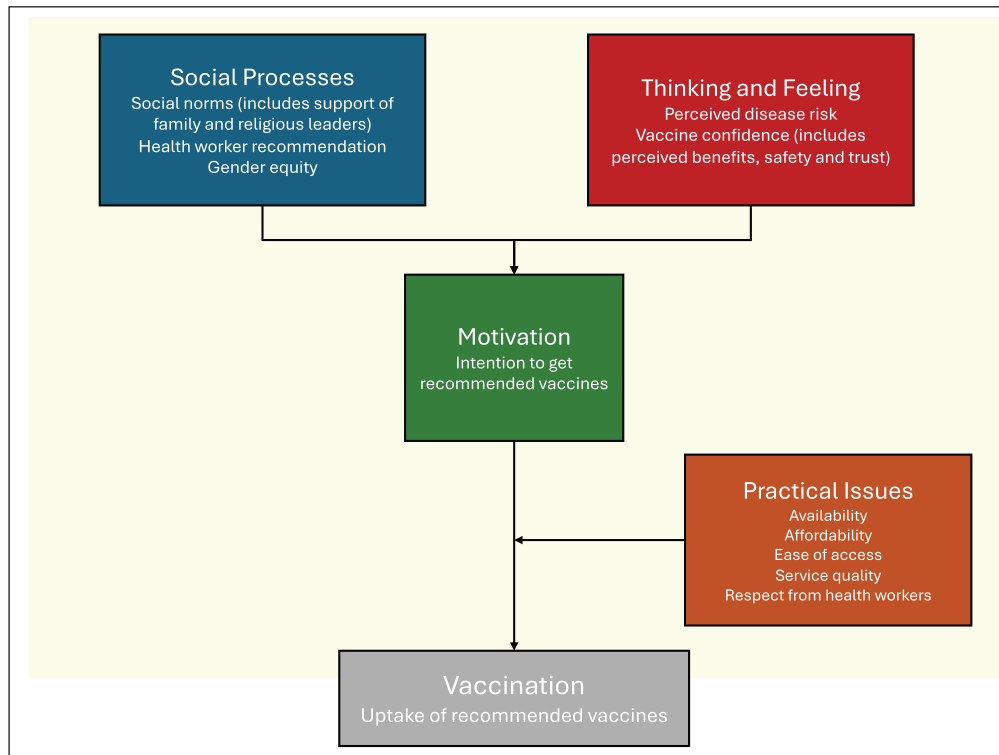 Social Processes
Social norms (includes support of
family and religious leaders)
Health worker recommendation
Gender equity
Thinking and Feeling
Perceived disease risk
Vaccine confidence (includes
perceived benefits, safety and trust)
Motivation
Intention to get
recommended vaccines
Practical Issues
Availability
Affordability
Ease of access
Service quality
Respect from health workers
Vaccination
Uptake of recommended vaccines